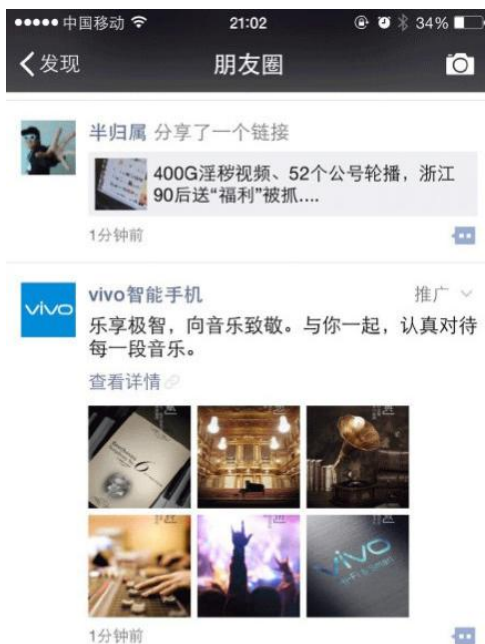 中国移动 21:02 34%
发现 朋友圈
半归属 分享了一个链接
400G淫秽视频、52个公号轮播，浙江
90后送“福利”被抓....
1分钟前
vivo
vivo智能手机 推广
乐享极智，向音乐致敬。与你一起，认真对待
每一段音乐。
查看详情
6
vivo
Hi-Fi & Smart
1分钟前